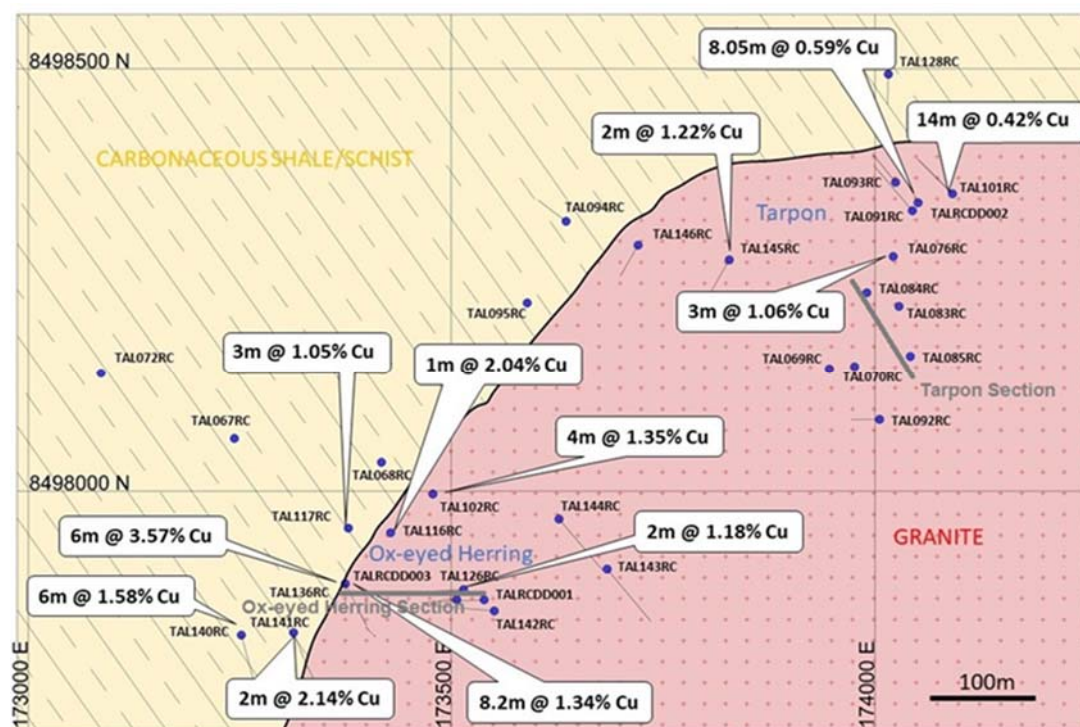 8.05m @ 0.59% Cu
8498500 N
TAL128RC
14m @ 0.42% Cu
2m @ 1.22% Cu
CARBONACEOUS SHALE/SCHIST
TAL093RC
TAL101RC
TAL094RC
Tarpon
TAL091RC
TALRCDD002
TAL146RC
TAL145RC
TAL076RC
TAL084RC
3m @ 1.06% Cu
TAL095RC
TAL083RC
3m @ 1.05% Cu
TAL072RC
1m @ 2.04% Cu
TAL069RC
TAL085RC
TAL070RC
Tarpon Section
TAL067RC
TAL092RC
4m @ 1.35% Cu
TAL068RC
8498000 N
TAL102RC
TAL144RC
TAL117RC
TAL116RC
6m @ 3.57% Cu
2m @ 1.18% Cu
GRANITE
Ox-eyed Herring
TAL143RC
TALRCDD003
TAL126RC
TAL136RC
TALRCDD001
6m @ 1.58% Cu
Ox-eyed Herring Section
TAL141RC
TAL142RC
TAL140RC
173000 E
173500 E
174000 E
2m @ 2.14% Cu
8.2m @ 1.34% Cu
100m